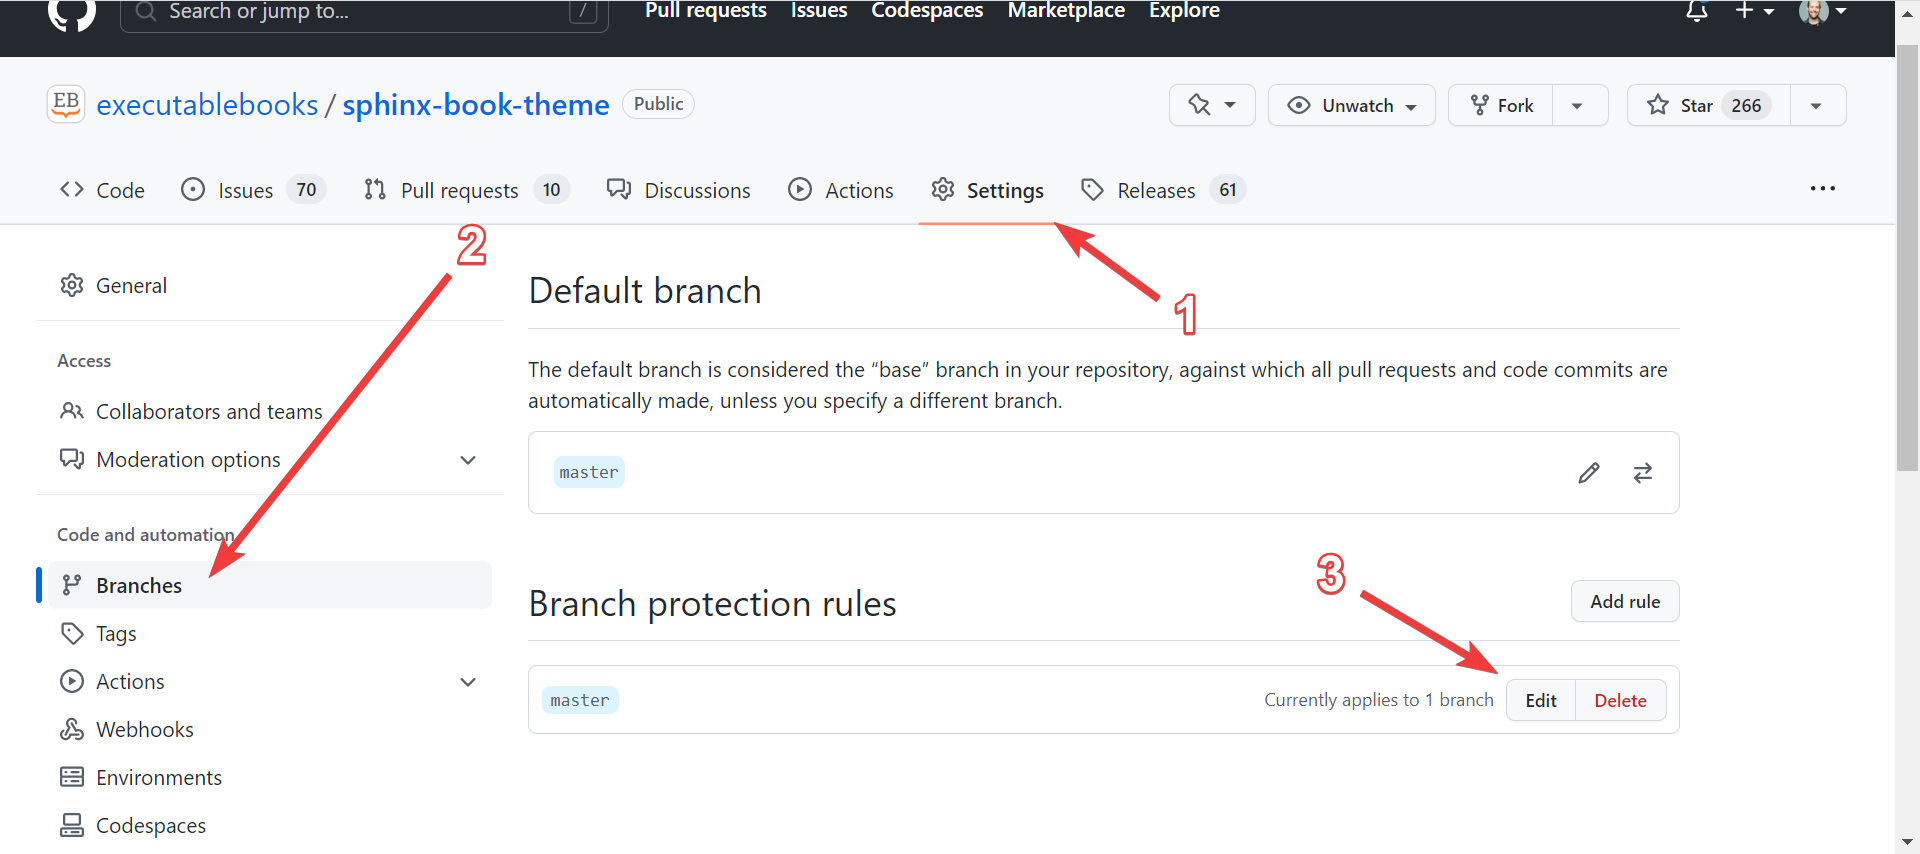 Search or jump to... /
Pull requests Issues Codespaces Marketplace Explore
EB executablebooks / sphinx-book-theme Public
Unwatch Fork Star 266
Code Issues 70 Pull requests 10 Discussions Actions Settings Releases 61
2
1
3
General
Access
Collaborators and teams
Moderation options
Code and automation
Branches
Tags
Actions
Webhooks
Environments
Codespaces
Default branch
The default branch is considered the “base” branch in your repository, against which all pull requests and code commits are
automatically made, unless you specify a different branch.
master
Branch protection rules Add rule
master Currently applies to 1 branch Edit Delete